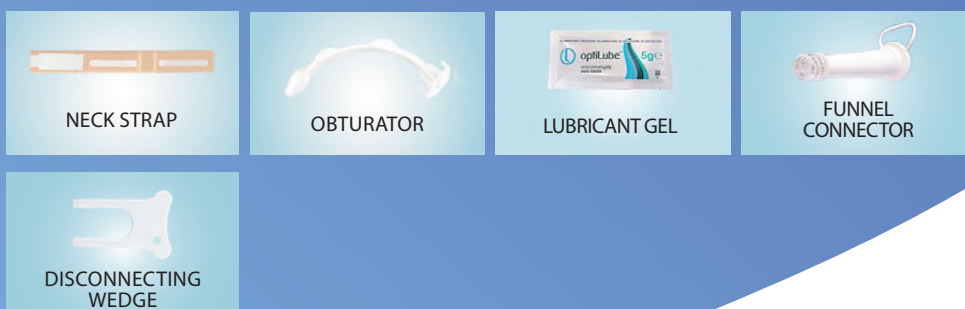 NECK STRAP
OBTURATOR
optiLube
5g℮
LUBRICANT GEL
FUNNEL
CONNECTOR
DISCONNECTING
WEDGE